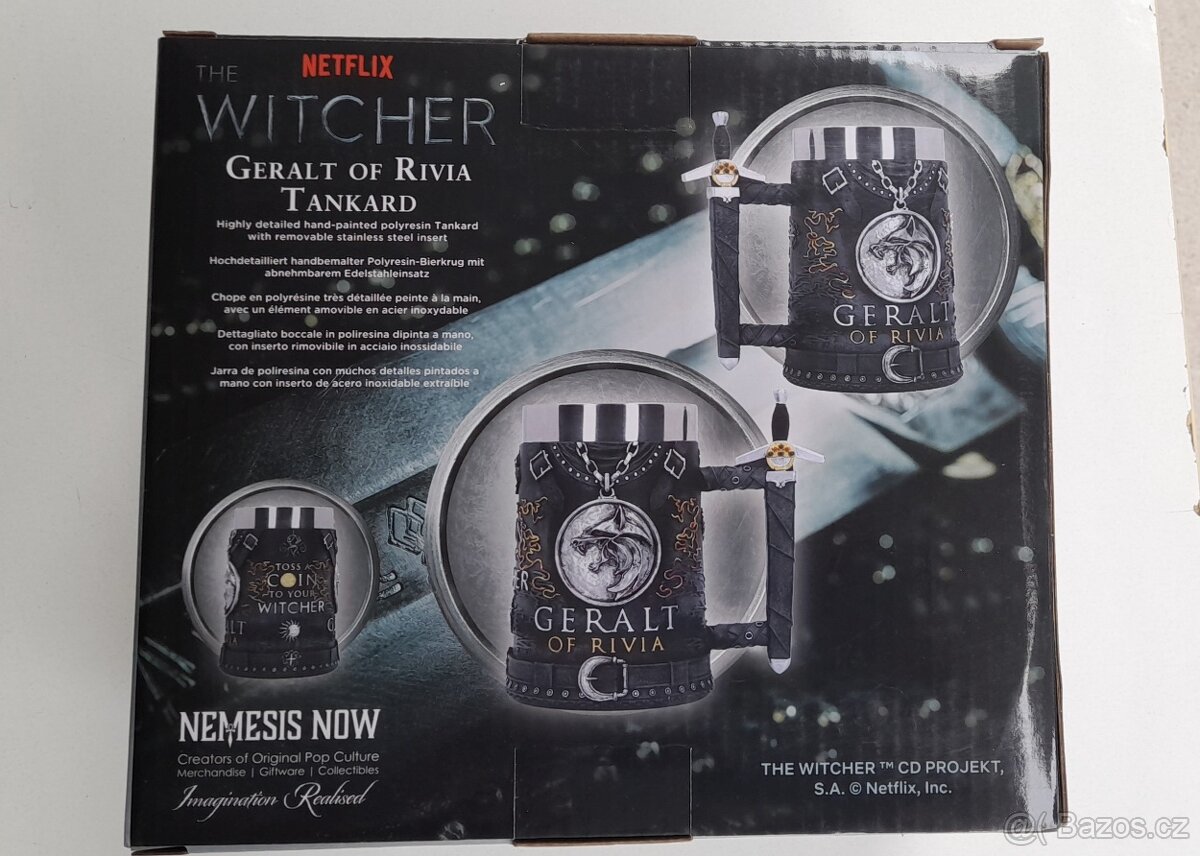 NETFLIX
THE
WITCHER
GERALT OF RIVIA
TANKARD
Highly detailed hand-painted polyresin Tankard
with removable stainless steel insert
Hochdetailliert handbemalter Polyresin-Bierkrug mit
abnehmbarem Edelstahleinsatz
Chope en polyrésine très détaillée peinte à la main,
avec un élément amovible en acier inoxydable
Dettagliato boccale in poliresina dipinta a mano,
con inserto rimovibile in acciaio inossidabile
Jarra de poliresina con muchos detalles pintados a
mano con inserto de acero inoxidable extraíble
GERALT
OF RIVIA
GERALT
OF RIVIA
TOSS A
COIN
TO YOUR
WITCHER
NEMESIS NOW
Creators of Original Pop Culture
Merchandise | Giftware | Collectibles
Imagination Realised
THE WITCHER ™ CD PROJEKT,
S.A. © Netflix, Inc.
Bazos.cz